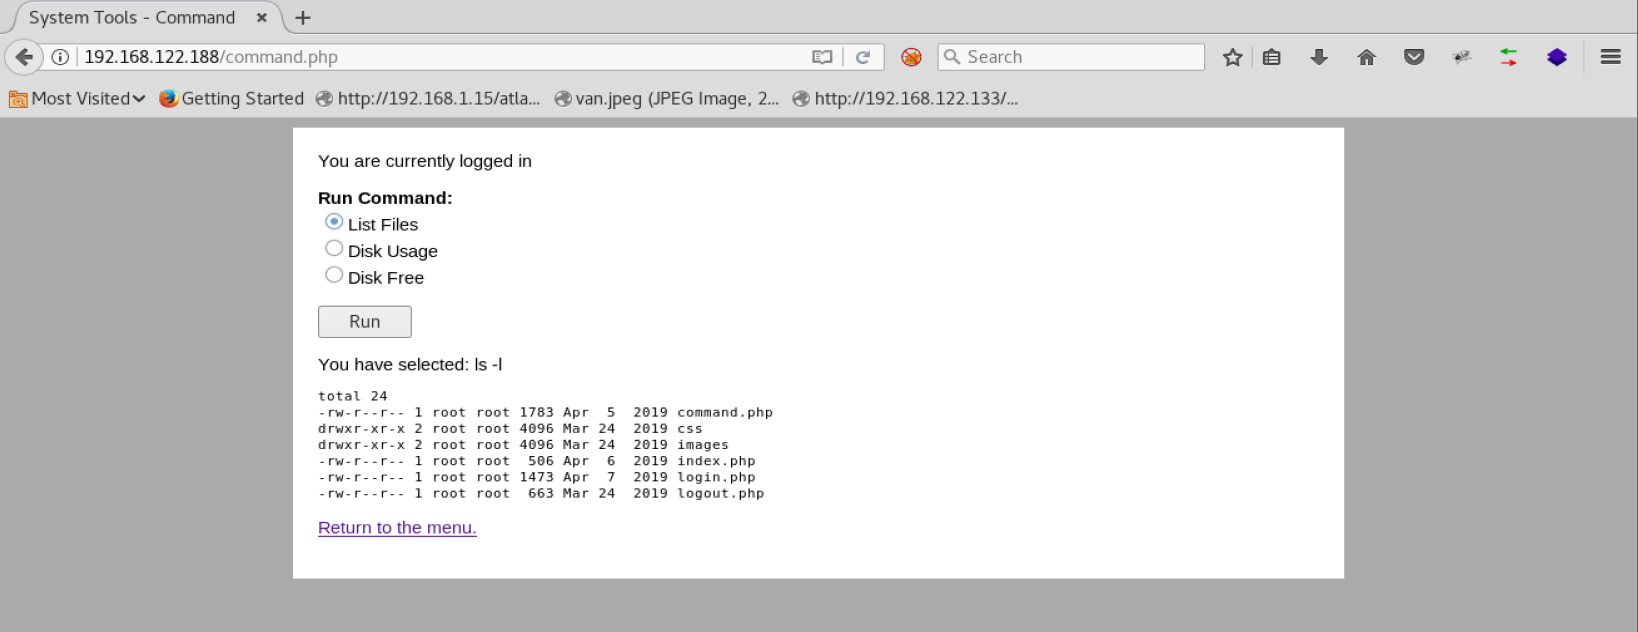 System Tools - Command
192.168.122.188/command.php
Search
Most Visited Getting Started http://192.168.1.15/atla... van.jpeg (JPEG Image, 2... http://192.168.122.133/...
You are currently logged in
Run Command:
List Files
Disk Usage
Disk Free
Run
You have selected: ls -l
total 24
-rw-r--r-- 1 root root 1783 Apr  5  2019 command.php
drwxr-xr-x 2 root root 4096 Mar 24  2019 css
drwxr-xr-x 2 root root 4096 Mar 24  2019 images
-rw-r--r-- 1 root root  506 Apr  6  2019 index.php
-rw-r--r-- 1 root root 1473 Apr  7  2019 login.php
-rw-r--r-- 1 root root  663 Mar 24  2019 logout.php
Return to the menu.